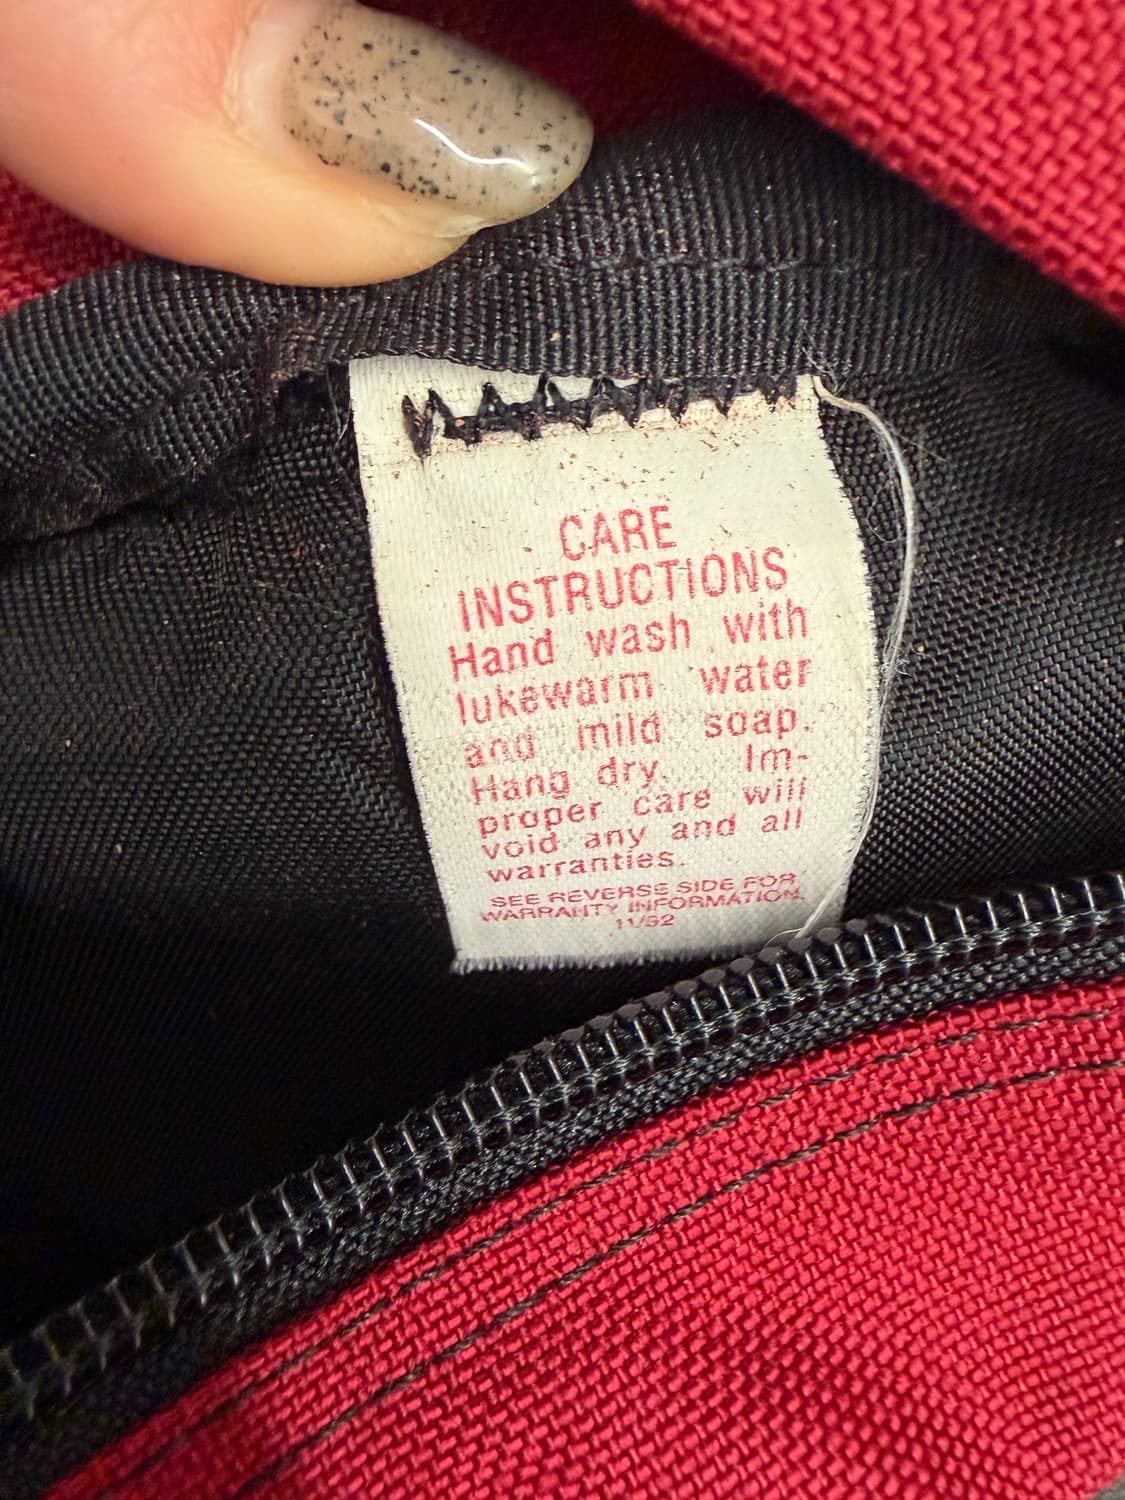 CARE
INSTRUCTIONS
Hand wash with
lukewarm water
and mild soap.
Hang dry. Im-
proper care will
void any and all
warranties.
SEE REVERSE SIDE FOR
WARRANTY INFORMATION.
11/92